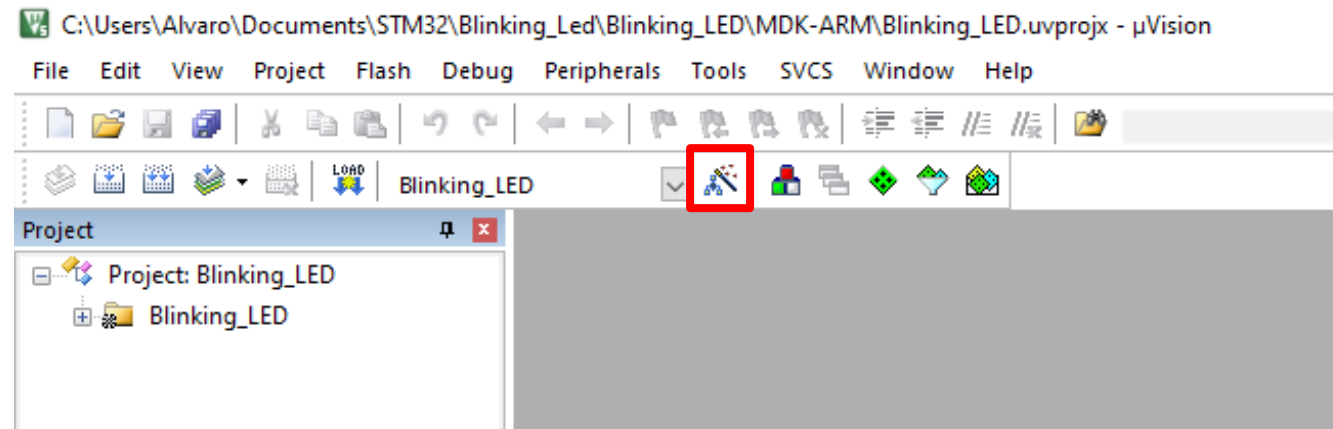 C:\Users\Alvaro\Documents\STM32\Blinking_Led\Blinking_LED\MDK-ARM\Blinking_LED.uvprojx - µVision
File Edit View Project Flash Debug Peripherals Tools SVCS Window Help
LOAD Blinking_LED
Project
Project: Blinking_LED
Blinking_LED